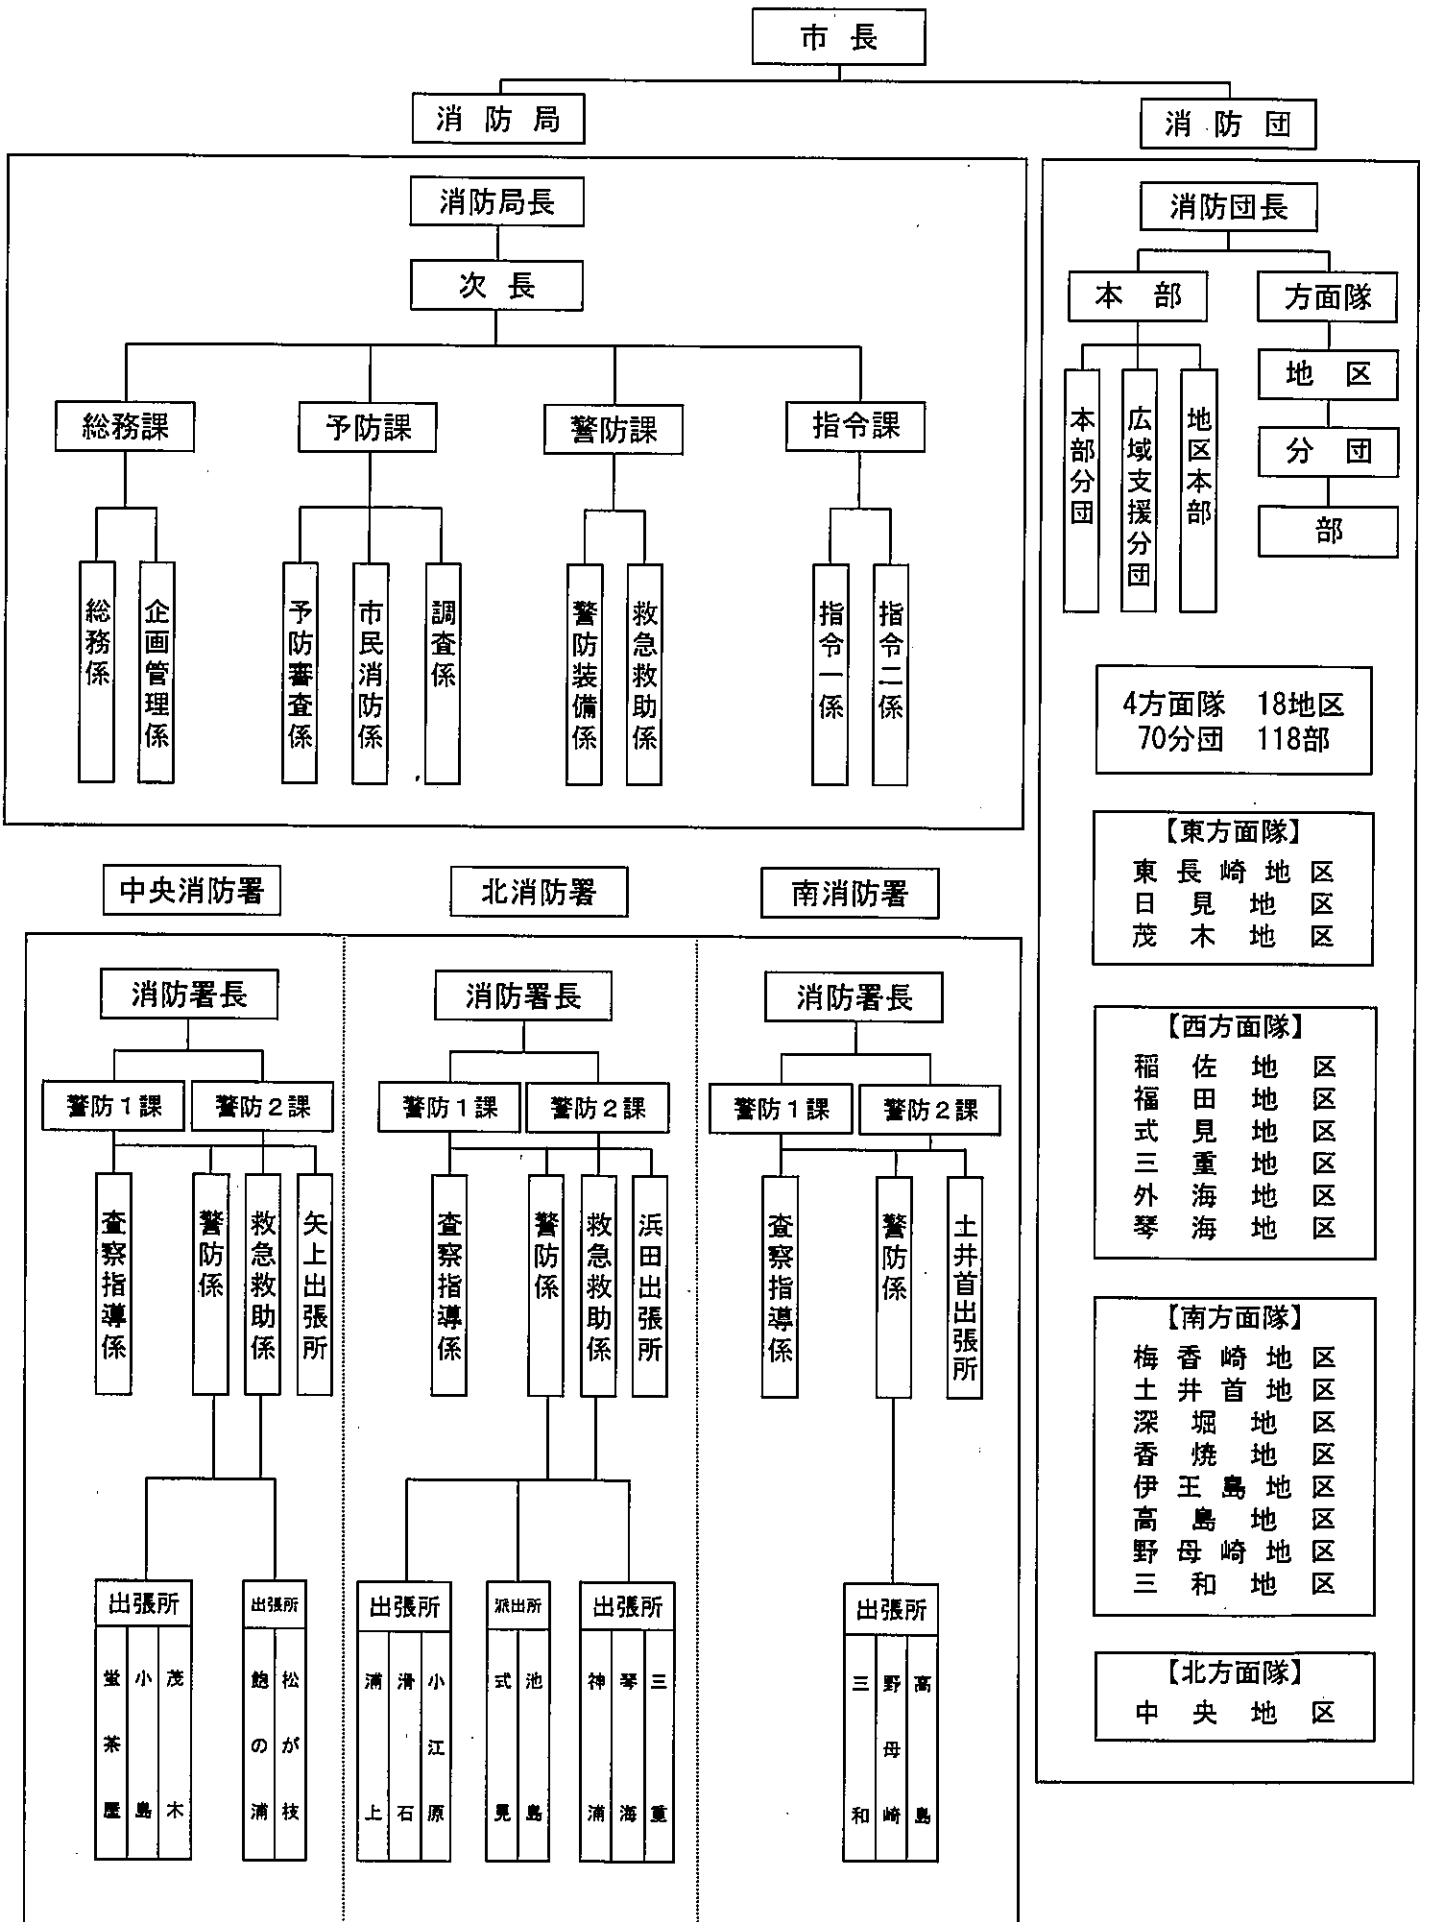 市長
消防局
消防団
消防局長
次長
総務課
予防課
警防課
指令課
総務係
企画管理係
予防審査係
市民消防係
調査係
警防装備係
救急救助係
指令一係
指令二係
消防団長
本部
方面隊
地区
分団
部
本部分団
広域支援分団
地区本部
4方面隊 18地区
70分団 118部
【東方面隊】
東長崎地区
日見地区
茂木地区
【西方面隊】
稲佐地区
福田地区
式見地区
三重地区
外海地区
琴海地区
【南方面隊】
梅香崎地区
土井首地区
深堀地区
香焼地区
伊王島地区
高島地区
野母崎地区
三和地区
【北方面隊】
中央地区
中央消防署
北消防署
南消防署
消防署長
警防1課
警防2課
査察指導係
警防係
救急救助係
矢上出張所
出張所
蛍茶屋
小島
茂木
出張所
飽の浦
松が枝
消防署長
警防1課
警防2課
査察指導係
警防係
救急救助係
浜田出張所
出張所
浦上
滑石
小江原
派出所
式見
池島
出張所
神浦
琴海
三重
消防署長
警防1課
警防2課
査察指導係
警防係
土井首出張所
出張所
三和
野母崎
高島